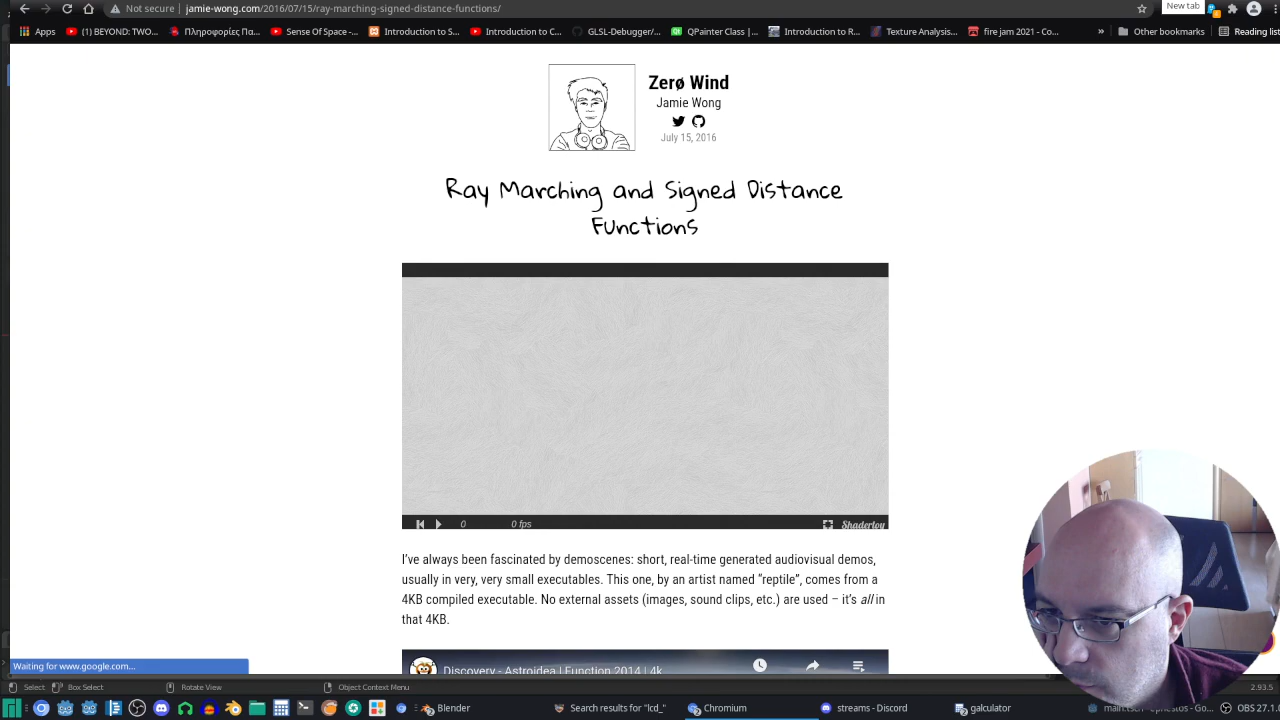 Not secure | jamie-wong.com/2016/07/15/ray-marching-signed-distance-functions/
New tab
Apps
(1) BEYOND: TWO...
Πληροφορίες Πα...
Sense Of Space -...
Introduction to S...
Introduction to C...
GLSL-Debugger/...
QPainter Class |...
Introduction to R...
Texture Analysis...
fire jam 2021 - Co...
»
Other bookmarks
Reading list
Zerø Wind
Jamie Wong
July 15, 2016
Ray Marching and Signed Distance
Functions
0
0 fps
Shadertoy
I've always been fascinated by demoscenes: short, real-time generated audiovisual demos,
usually in very, very small executables. This one, by an artist named “reptile”, comes from a
4KB compiled executable. No external assets (images, sound clips, etc.) are used – it's all in
that 4KB.
Discovery - Astroidea | Function 2014 | 4k
Waiting for www.google.com...
Select
Box Select
Rotate View
Object Context Menu
2.93.5
Blender
Search results for "lcd_"
Chromium
streams - Discord
galculator
OBS 27.1.